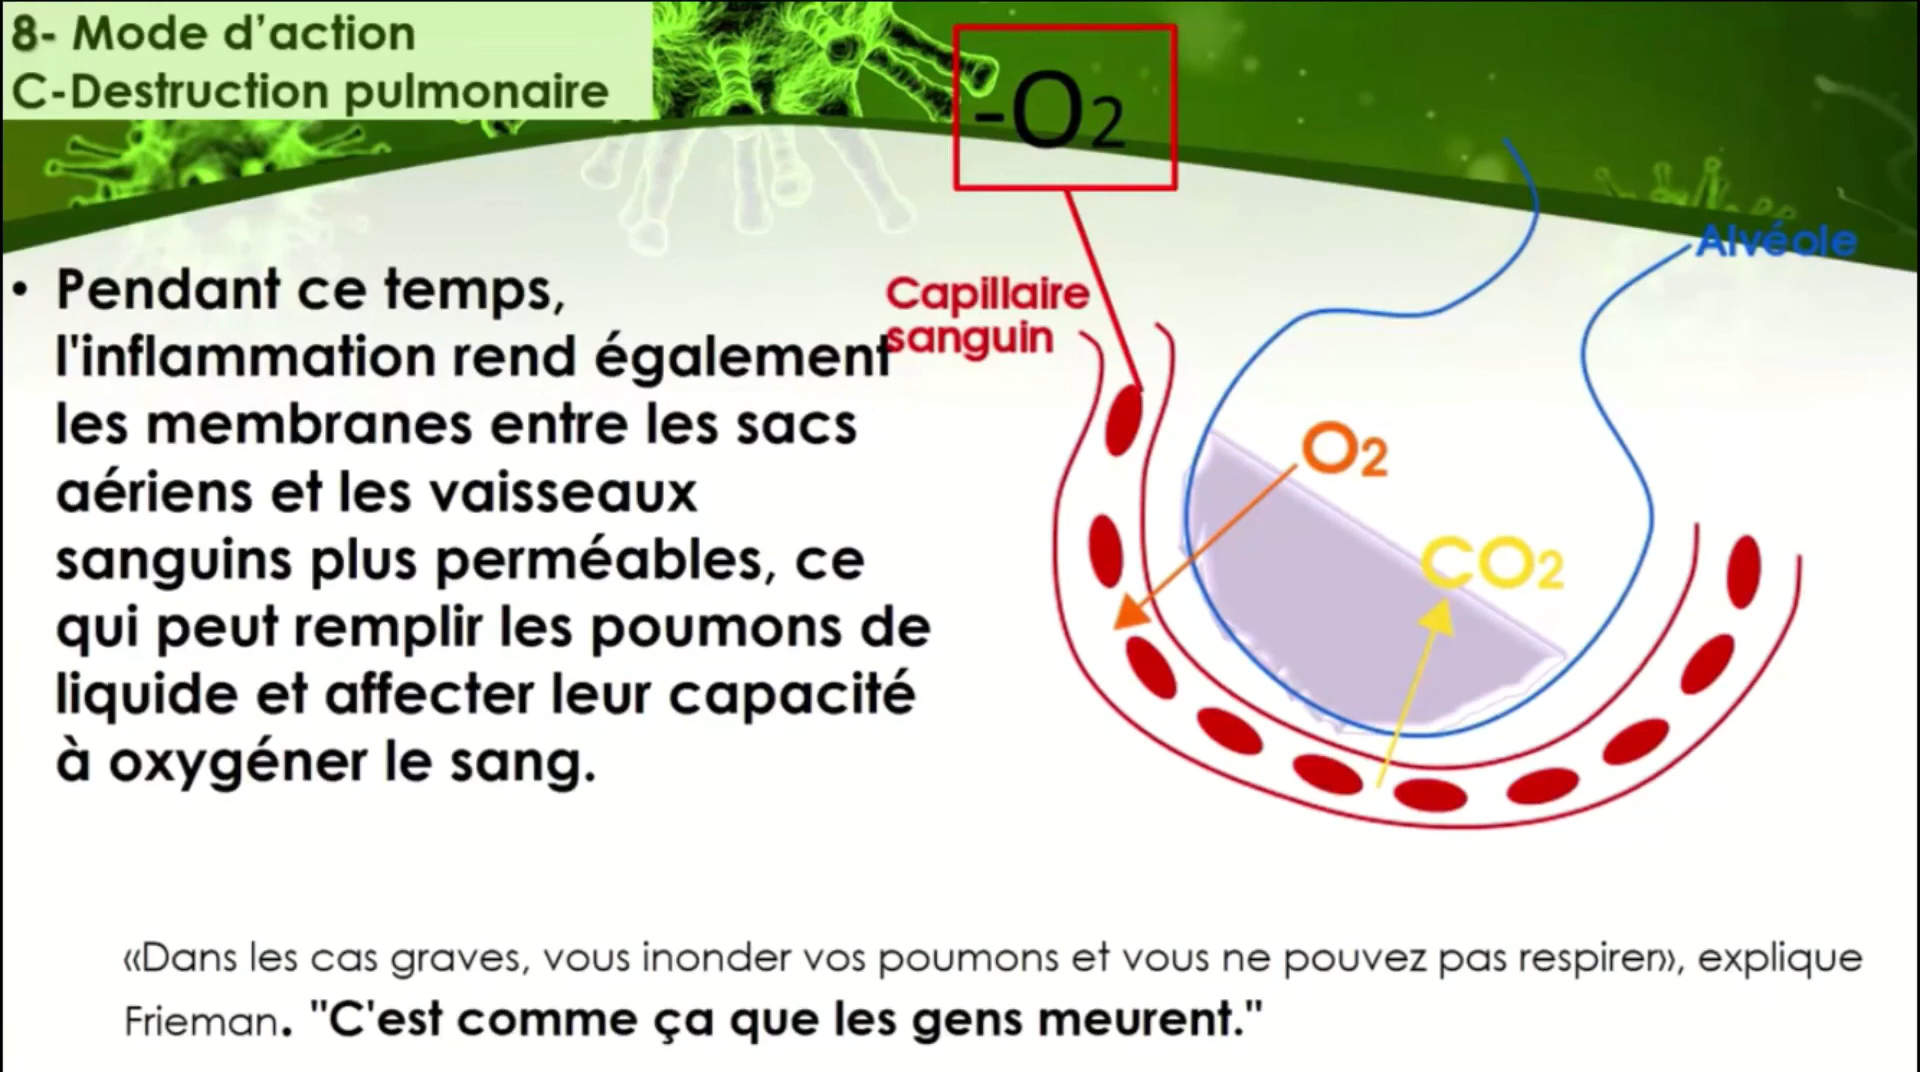 8- Mode d’action
C-Destruction pulmonaire
-O2
Alvéole
Capillaire
sanguin
O2
CO2
• Pendant ce temps,
l'inflammation rend également
les membranes entre les sacs
aériens et les vaisseaux
sanguins plus perméables, ce
qui peut remplir les poumons de
liquide et affecter leur capacité
à oxygéner le sang.
«Dans les cas graves, vous inonder vos poumons et vous ne pouvez pas respirer», explique
Frieman. "C'est comme ça que les gens meurent."